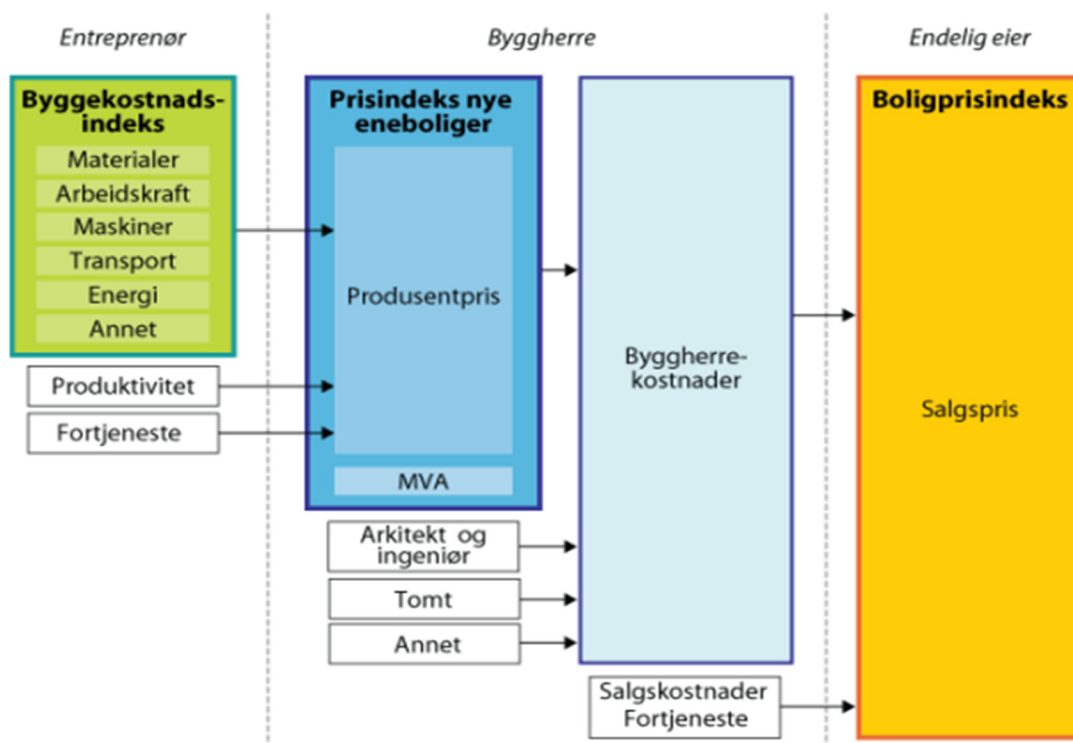 Entreprenør
Byggherre
Endelig eier
Byggekostnads-
indeks
Materialer
Arbeidskraft
Maskiner
Transport
Energi
Annet
Produktivitet
Fortjeneste
Prisindeks nye
eneboliger
Produsentpris
MVA
Arkitekt og
ingeniør
Tomt
Annet
Byggherre-
kostnader
Salgskostnader
Fortjeneste
Boligprisindeks
Salgspris